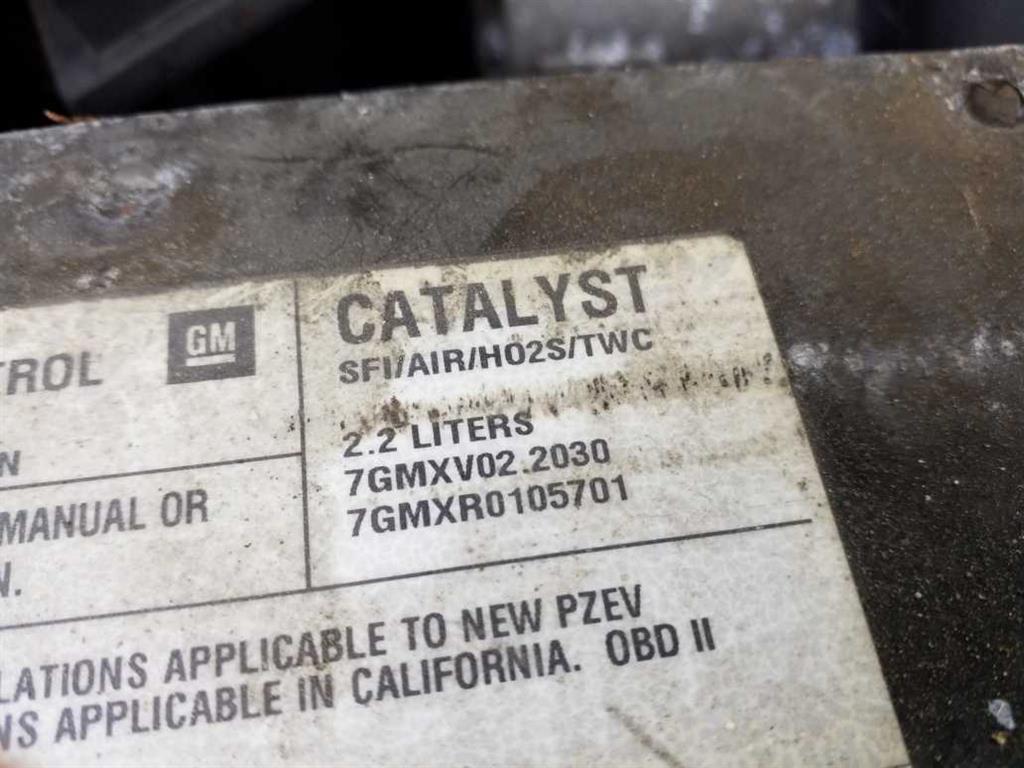 TROL
GM
N
MANUAL OR
N.
CATALYST
SFI/AIR/HO2S/TWC
2.2 LITERS
7GMXV02.2030
7GMXR0105701
LATIONS APPLICABLE TO NEW PZEV
NS APPLICABLE IN CALIFORNIA. OBD II